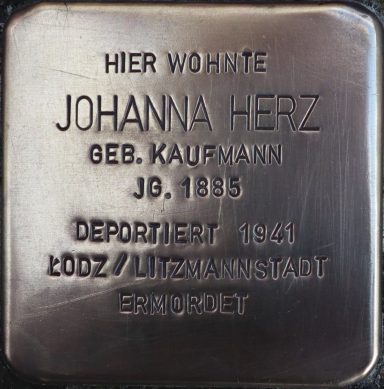 HIER WOHNTE
JOHANNA HERZ
GEB. KAUFMANN
JG. 1885
DEPORTIERT 1941
ŁODZ / LITZMANNSTADT
ERMORDET